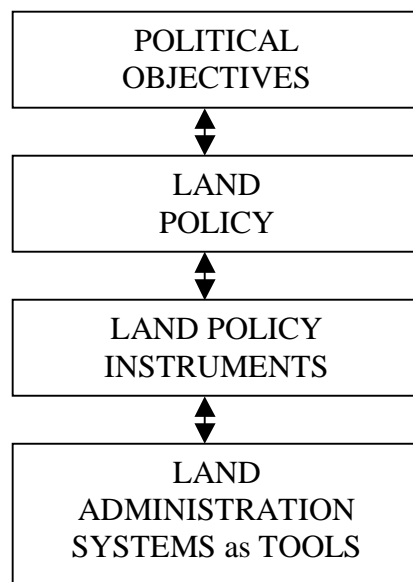 POLITICAL
OBJECTIVES
LAND
POLICY
LAND POLICY
INSTRUMENTS
LAND
ADMINISTRATION
SYSTEMS as TOOLS